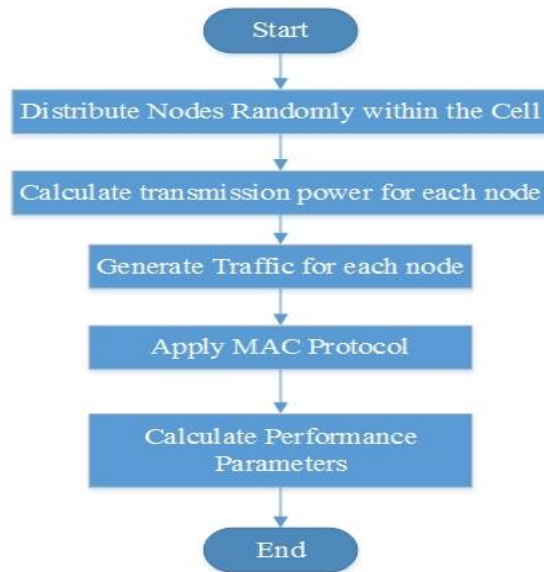 Start
Distribute Nodes Randomly within the Cell
Calculate transmission power for each node
Generate Traffic for each node
Apply MAC Protocol
Calculate Performance
Parameters
End